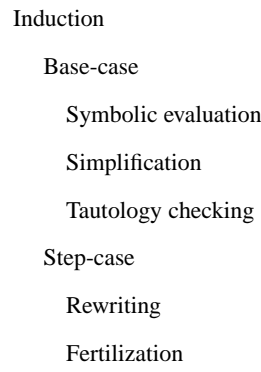 Induction
Base-case
Symbolic evaluation
Simplification
Tautology checking
Step-case
Rewriting
Fertilization